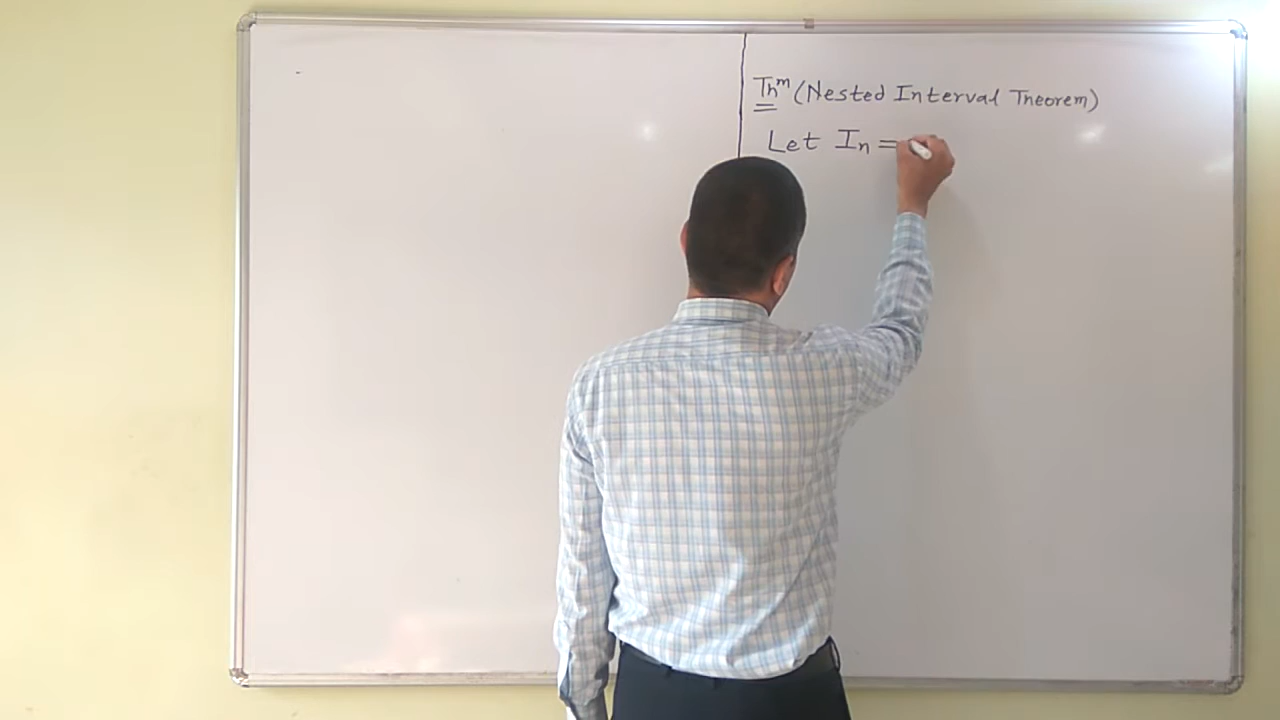 Thm (Nested Interval Theorem)
Let In =